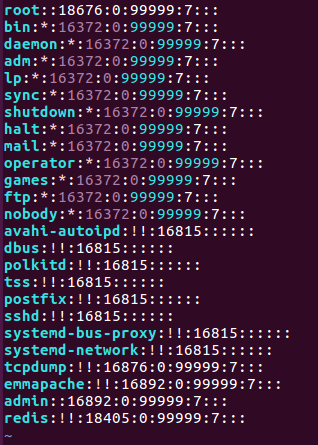 root::18676:0:99999:7:::
bin:*:16372:0:99999:7:::
daemon:*:16372:0:99999:7:::
adm:*:16372:0:99999:7:::
lp:*:16372:0:99999:7:::
sync:*:16372:0:99999:7:::
shutdown:*:16372:0:99999:7:::
halt:*:16372:0:99999:7:::
mail:*:16372:0:99999:7:::
operator:*:16372:0:99999:7:::
games:*:16372:0:99999:7:::
ftp:*:16372:0:99999:7:::
nobody:*:16372:0:99999:7:::
avahi-autoipd:!!:16815::::::
dbus:!!:16815::::::
polkitd:!!:16815::::::
tss:!!:16815::::::
postfix:!!:16815::::::
sshd:!!:16815::::::
systemd-bus-proxy:!!:16815::::::
systemd-network:!!:16815::::::
tcpdump:!!:16876:0:99999:7:::
emmapache:!!:16892:0:99999:7:::
admin::16892:0:99999:7:::
redis:!!:18405:0:99999:7:::
~